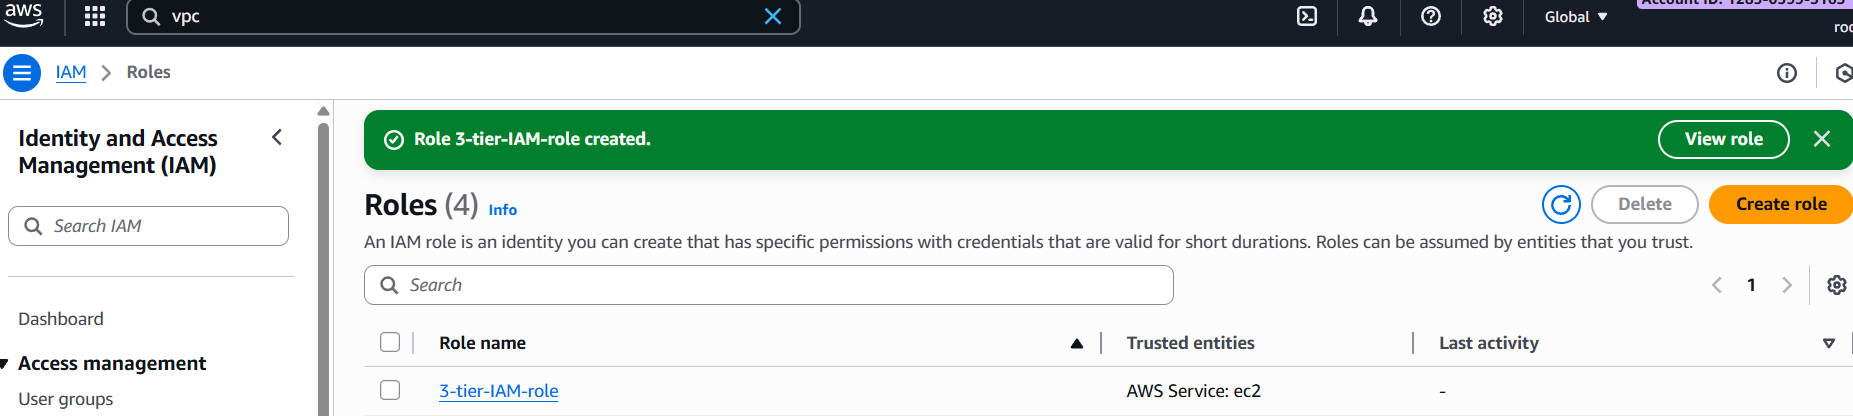 aws
vpc
Global
IAM > Roles
Identity and Access
Management (IAM)
Search IAM
Dashboard
Access management
User groups
Role 3-tier-IAM-role created.
View role
Roles (4) Info
Delete
Create role
An IAM role is an identity you can create that has specific permissions with credentials that are valid for short durations. Roles can be assumed by entities that you trust.
Search
1
Role name
Trusted entities
Last activity
3-tier-IAM-role
AWS Service: ec2
-